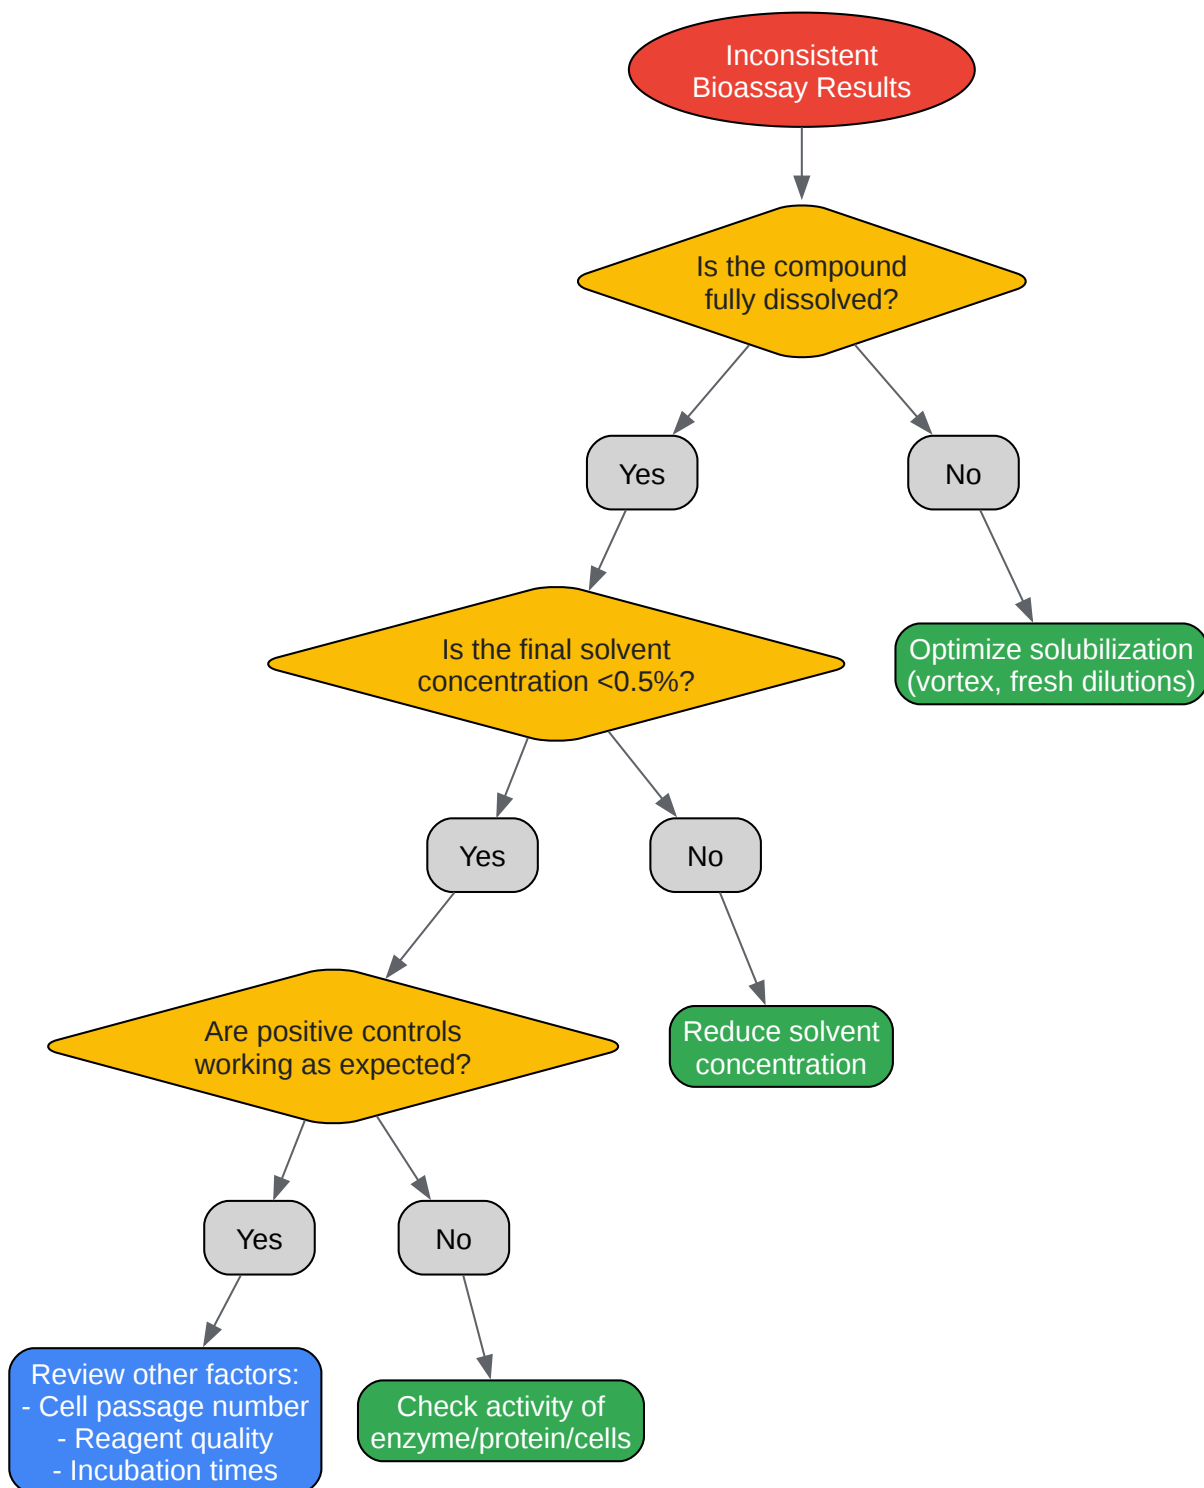 Inconsistent
Bioassay Results
Is the compound
fully dissolved?
Yes
No
Is the final solvent
concentration <0.5%?
Optimize solubilization
(vortex, fresh dilutions)
Yes
No
Are positive controls
working as expected?
Reduce solvent
concentration
Yes
No
Review other factors:
- Cell passage number
- Reagent quality
- Incubation times
Check activity of
enzyme/protein/cells